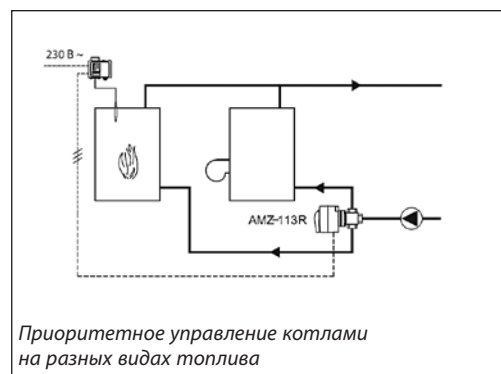 230 В ~
AMZ-113R
Приоритетное управление котлами
на разных видах топлива